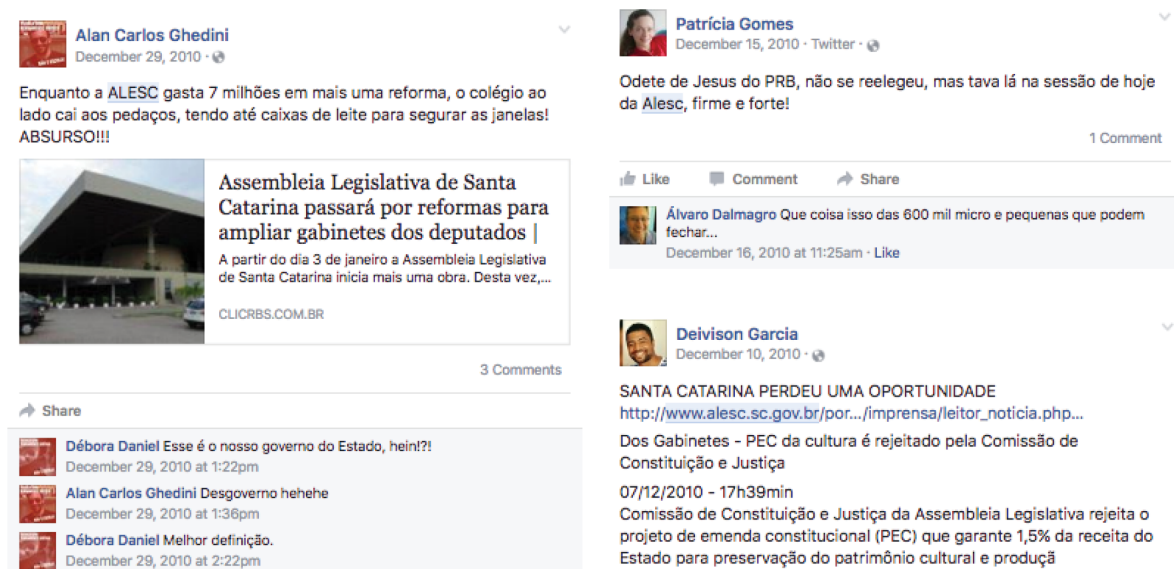 Alan Carlos Ghedini
December 29, 2010 ·
Enquanto a ALESC gasta 7 milhões em mais uma reforma, o colégio ao
lado cai aos pedaços, tendo até caixas de leite para segurar as janelas!
ABSURSO!!!
Assembleia Legislativa de Santa
Catarina passará por reformas para
ampliar gabinetes dos deputados |
A partir do dia 3 de janeiro a Assembleia Legislativa
de Santa Catarina inicia mais uma obra. Desta vez,...
CLICRBS.COM.BR
3 Comments
Share
Débora Daniel Esse é o nosso governo do Estado, hein!?!
December 29, 2010 at 1:22pm
Alan Carlos Ghedini Desgoverno hehehe
December 29, 2010 at 1:36pm
Débora Daniel Melhor definição.
December 29, 2010 at 2:22pm
Patrícia Gomes
December 15, 2010 · Twitter ·
Odete de Jesus do PRB, não se reelegeu, mas tava lá na sessão de hoje
da Alesc, firme e forte!
1 Comment
Like Comment Share
Álvaro Dalmagro Que coisa isso das 600 mil micro e pequenas que podem
fechar...
December 16, 2010 at 11:25am · Like
Deivison Garcia
December 10, 2010 ·
SANTA CATARINA PERDEU UMA OPORTUNIDADE
http://www.alesc.sc.gov.br/por.../imprensa/leitor_noticia.php...
Dos Gabinetes - PEC da cultura é rejeitado pela Comissão de
Constituição e Justiça
07/12/2010 - 17h39min
Comissão de Constituição e Justiça da Assembleia Legislativa rejeita o
projeto de emenda constitucional (PEC) que garante 1,5% da receita do
Estado para preservação do patrimônio cultural e produçã